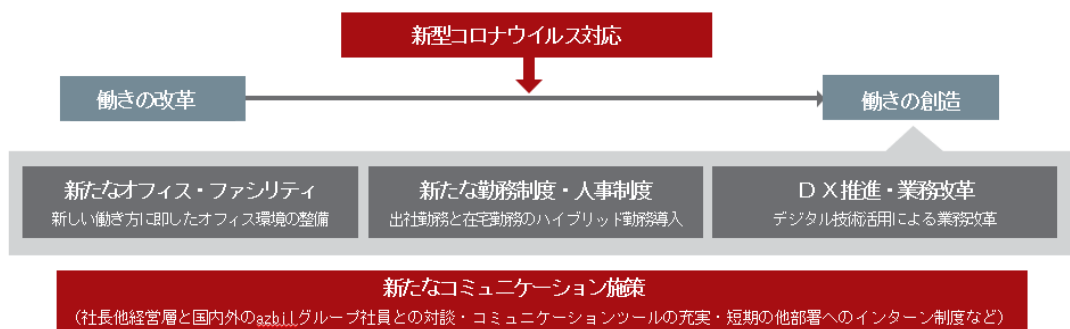 新型コロナウイルス対応
働きの改革
働きの創造
新たなオフィス・ファシリティ
新しい働き方に即したオフィス環境の整備
新たな勤務制度・人事制度
出社勤務と在宅勤務のハイブリッド勤務導入
ＤＸ推進・業務改革
デジタル技術活用による業務改革
新たなコミュニケーション施策
（社長他経営層と国内外のazbilグループ社員との対談・コミュニケーションツールの充実・短期の他部署へのインターン制度など）